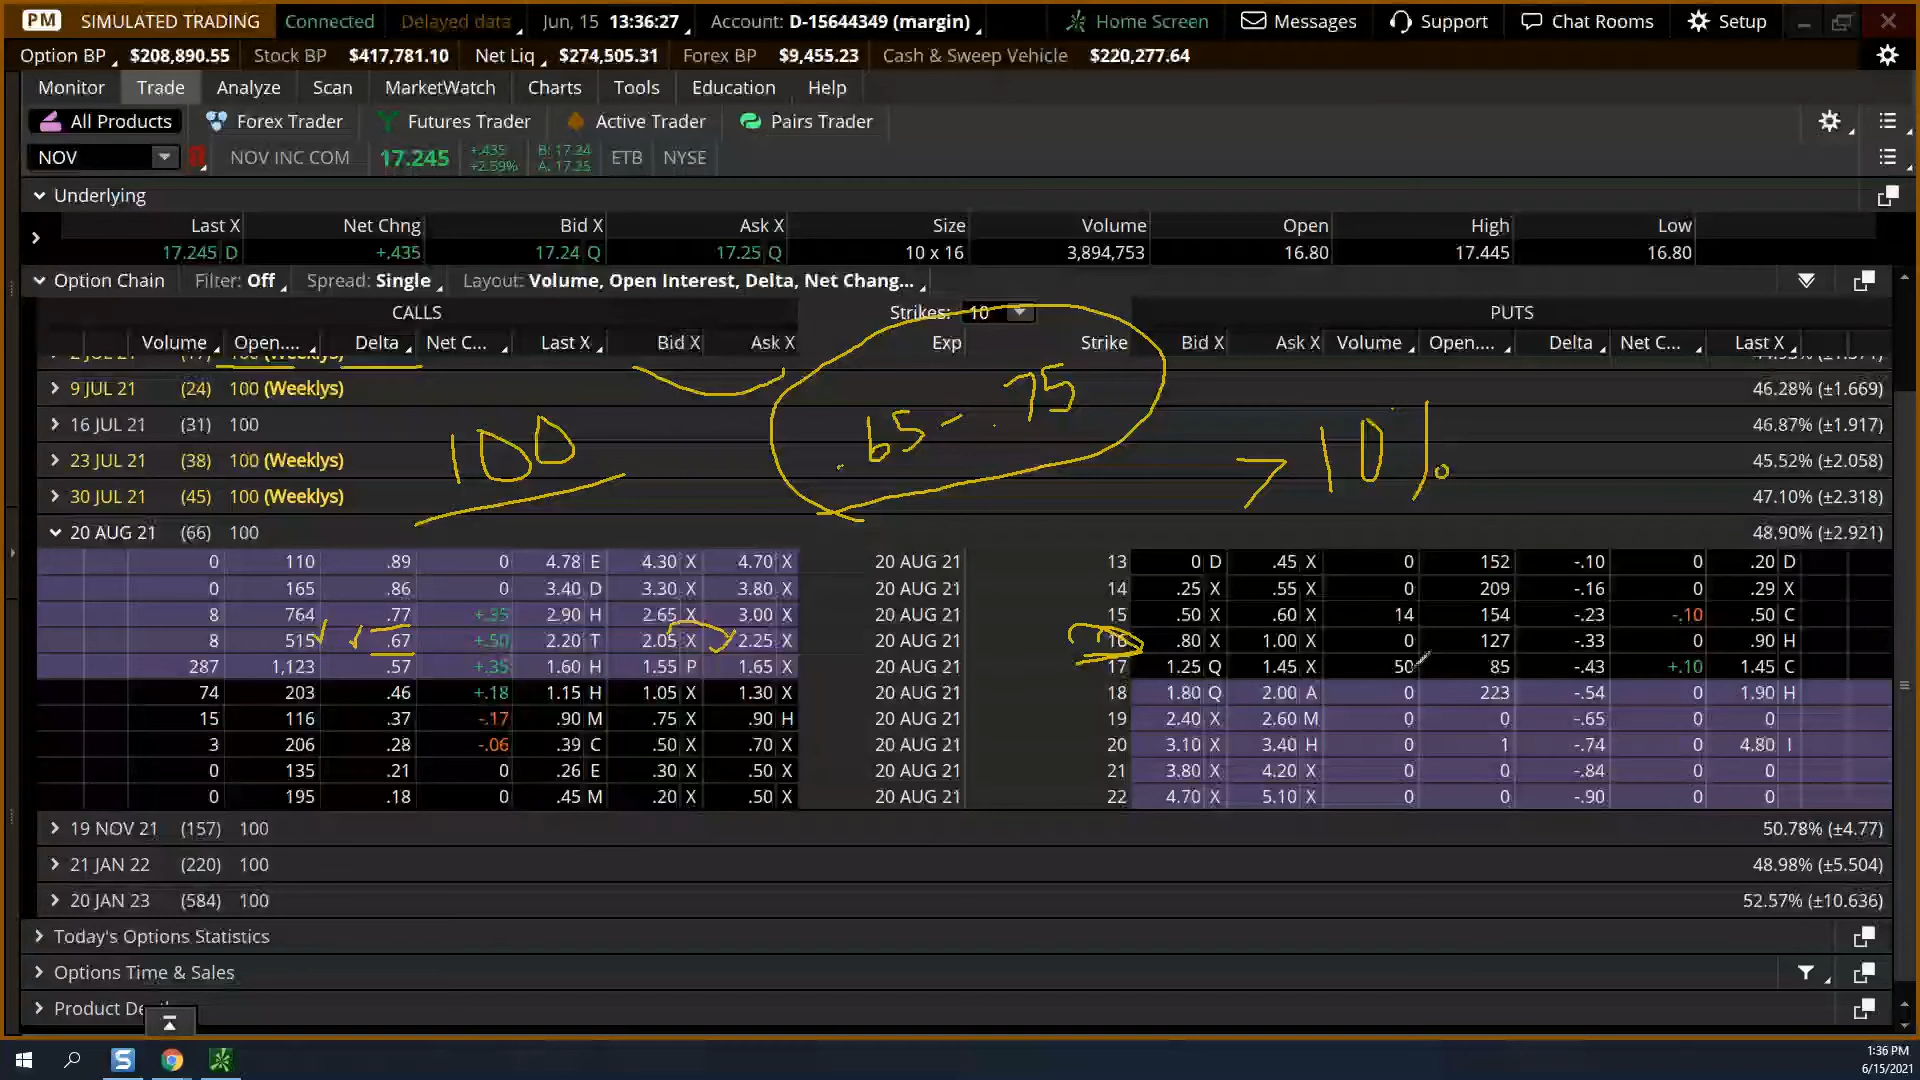 PM SIMULATED TRADING Connected Delayed data Jun, 15 13:36:27 Account: D-15644349 (margin) Home Screen Messages Support Chat Rooms Setup
Option BP $208,890.55 Stock BP $417,781.10 Net Liq $274,505.31 Forex BP $9,455.23 Cash & Sweep Vehicle $220,277.64
Monitor Trade Analyze Scan MarketWatch Charts Tools Education Help
All Products Forex Trader Futures Trader Active Trader Pairs Trader
NOV NOV INC COM 17.245 +.435 +2.59% B: 17.24 A: 17.25 ETB NYSE
Underlying
Last X Net Chng Bid X Ask X Size Volume Open High Low
17.245 D +.435 17.24 Q 17.25 Q 10 x 16 3,894,753 16.80 17.445 16.80
Option Chain Filter: Off Spread: Single Layout: Volume, Open Interest, Delta, Net Chang...
CALLS Strikes: 10 PUTS
Volume Open.... Delta Net C... Last X Bid X Ask X Exp Strike Bid X Ask X Volume Open.... Delta Net C... Last X
2 JUL 21 (17) 100 (Weeklys)
9 JUL 21 (24) 100 (Weeklys) 46.28% (±1.669)
16 JUL 21 (31) 100 46.87% (±1.917)
23 JUL 21 (38) 100 (Weeklys) 45.52% (±2.058)
30 JUL 21 (45) 100 (Weeklys) 47.10% (±2.318)
100 .65 - .75 > 10%
20 AUG 21 (66) 100 48.90% (±2.921)
0 110 .89 0 4.78 E 4.30 X 4.70 X 20 AUG 21 13 0 D .45 X 0 152 -.10 0 .20 D
0 165 .86 0 3.40 D 3.30 X 3.80 X 20 AUG 21 14 .25 X .55 X 0 209 -.16 0 .29 X
8 764 .77 +.35 2.90 H 2.65 X 3.00 X 20 AUG 21 15 .50 X .60 X 14 154 -.23 -.10 .50 C
8 515 .67 +.50 2.20 T 2.05 X 2.25 X 20 AUG 21 16 .80 X 1.00 X 0 127 -.33 0 .90 H
287 1,123 .57 +.35 1.60 H 1.55 P 1.65 X 20 AUG 21 17 1.25 Q 1.45 X 50 85 -.43 +.10 1.45 C
74 203 .46 +.18 1.15 H 1.05 X 1.30 X 20 AUG 21 18 1.80 Q 2.00 A 0 223 -.54 0 1.90 H
15 116 .37 -.17 .90 M .75 X .90 H 20 AUG 21 19 2.40 X 2.60 M 0 0 -.65 0 0
3 206 .28 -.06 .39 C .50 X .70 X 20 AUG 21 20 3.10 X 3.40 H 0 1 -.74 0 4.80 I
0 135 .21 0 .26 E .30 X .50 X 20 AUG 21 21 3.80 X 4.20 X 0 0 -.84 0 0
0 195 .18 0 .45 M .20 X .50 X 20 AUG 21 22 4.70 X 5.10 X 0 0 -.90 0 0
19 NOV 21 (157) 100 50.78% (±4.77)
21 JAN 22 (220) 100 48.98% (±5.504)
20 JAN 23 (584) 100 52.57% (±10.636)
Today's Options Statistics
Options Time & Sales
Product De
1:36 PM
6/15/2021